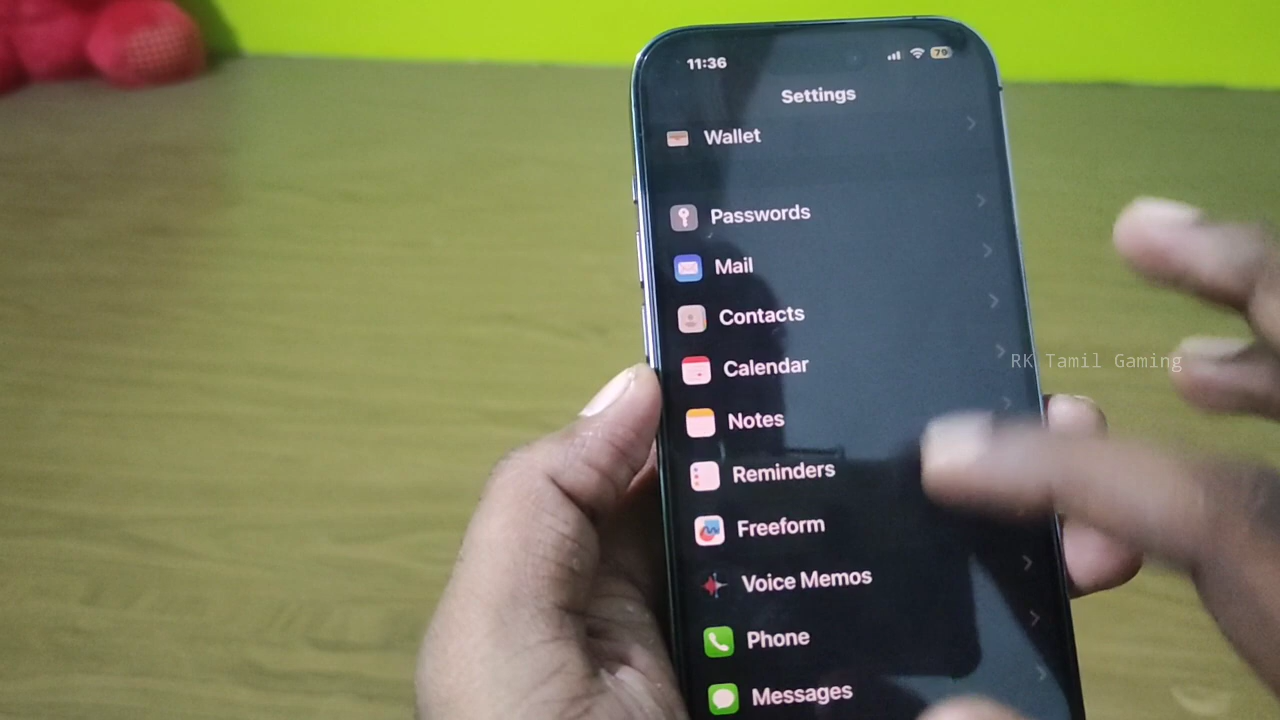 11:36
79
Settings
Wallet
Passwords
Mail
Contacts
Calendar
RK Tamil Gaming
Notes
Reminders
Freeform
Voice Memos
Phone
Messages